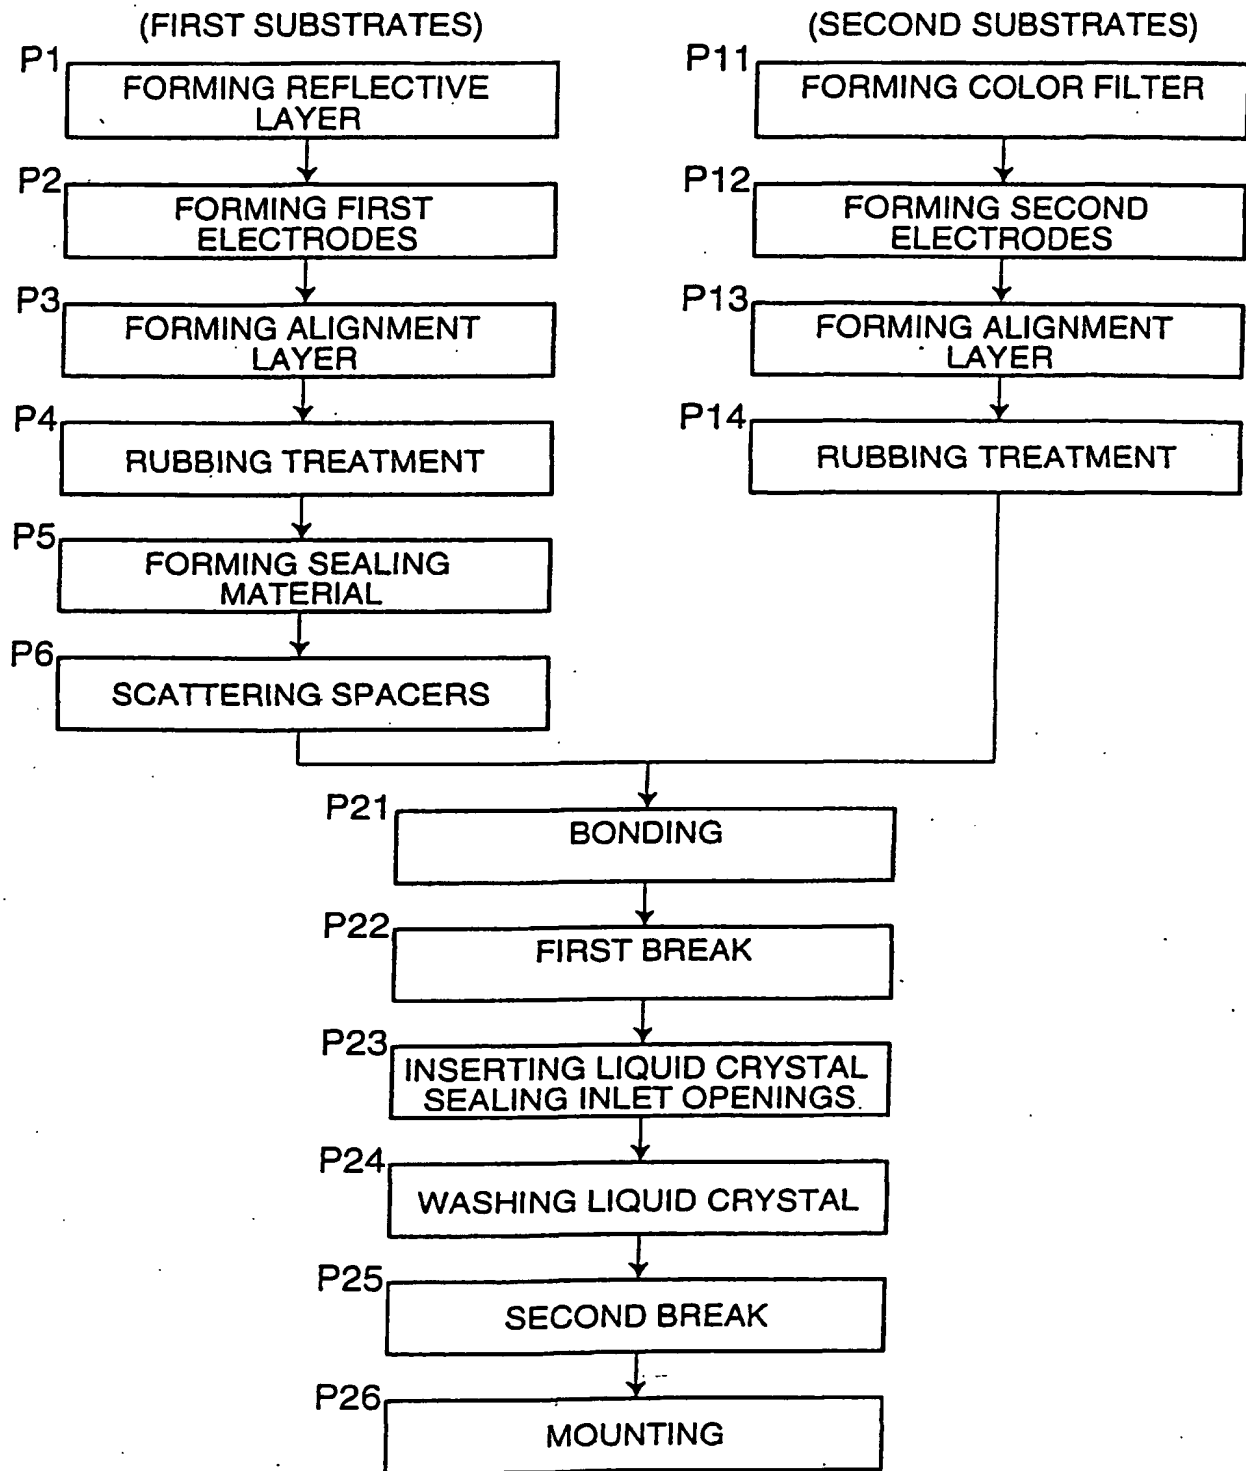 (FIRST SUBSTRATES)
P1
FORMING REFLECTIVE
LAYER
P2
FORMING FIRST
ELECTRODES
P3
FORMING ALIGNMENT
LAYER
P4
RUBBING TREATMENT
P5
FORMING SEALING
MATERIAL
P6
SCATTERING SPACERS
(SECOND SUBSTRATES)
P11
FORMING COLOR FILTER
P12
FORMING SECOND
ELECTRODES
P13
FORMING ALIGNMENT
LAYER
P14
RUBBING TREATMENT
P21
BONDING
P22
FIRST BREAK
P23
INSERTING LIQUID CRYSTAL
SEALING INLET OPENINGS
P24
WASHING LIQUID CRYSTAL
P25
SECOND BREAK
P26
MOUNTING